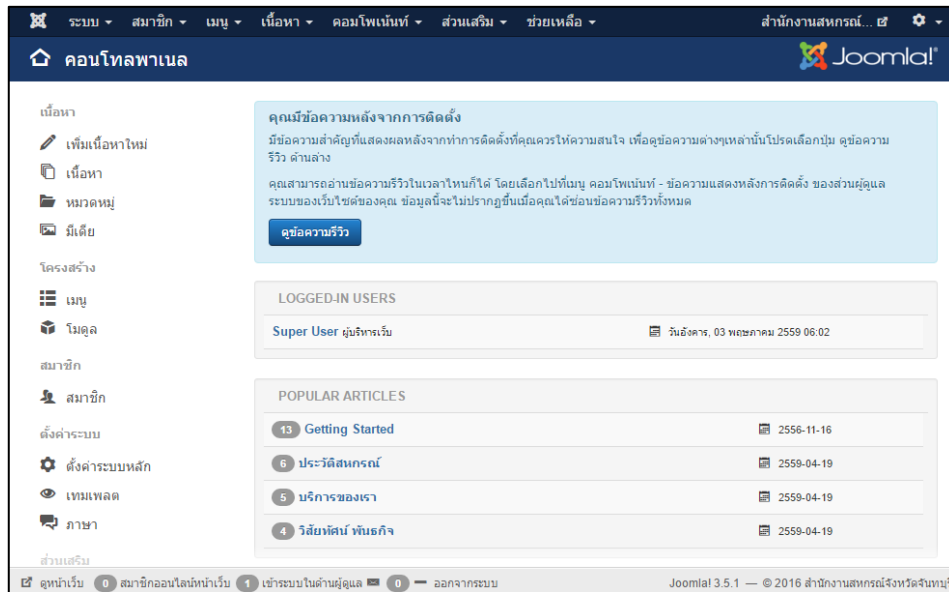 ระบบ สมาชิก เมนู เนื้อหา คอมโพเน้นท์ ส่วนเสริม ช่วยเหลือ สำนักงานสหกรณ์...
คอนโทลพาเนล Joomla!®
เนื้อหา
เพิ่มเนื้อหาใหม่
เนื้อหา
หมวดหมู่
มีเดีย
โครงสร้าง
เมนู
โมดูล
สมาชิก
สมาชิก
ตั้งค่าระบบ
ตั้งค่าระบบหลัก
เทมเพลต
ภาษา
ส่วนเสริม
คุณมีข้อความหลังจากการติดตั้ง
มีข้อความสำคัญที่แสดงผลหลังจากทำการติดตั้งที่คุณควรให้ความสนใจ เพื่อดูข้อความต่างๆเหล่านั้นโปรดเลือกปุ่ม ดูข้อความ
รีวิว ด้านล่าง
คุณสามารถอ่านข้อความรีวิวในเวลาไหนก็ได้ โดยเลือกไปที่เมนู คอมโพเน้นท์ - ข้อความแสดงหลังการติดตั้ง ของส่วนผู้ดูแล
ระบบของเว็บไซต์ของคุณ ข้อมูลนี้จะไม่ปรากฏขึ้นเมื่อคุณได้ซ่อนข้อความรีวิวทั้งหมด
ดูข้อความรีวิว
LOGGED-IN USERS
Super User ผู้บริหารเว็บ วันอังคาร, 03 พฤษภาคม 2559 06:02
POPULAR ARTICLES
13 Getting Started 2556-11-16
6 ประวัติสหกรณ์ 2559-04-19
5 บริการของเรา 2559-04-19
4 วิสัยทัศน์ พันธกิจ 2559-04-19
ดูหน้าเว็บ 0 สมาชิกออนไลน์หน้าเว็บ 1 เข้าระบบในด้านผู้ดูแล 0 ออกจากระบบ Joomla! 3.5.1 — © 2016 สำนักงานสหกรณ์จังหวัดจันทบุรี